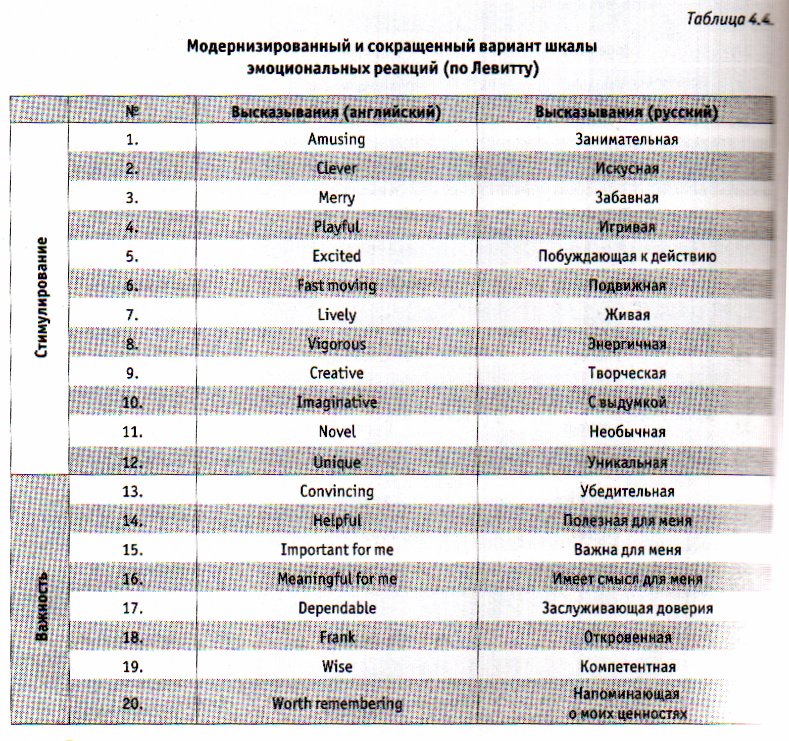 Таблица 4.4.
Модернизированный и сокращенный вариант шкалы
эмоциональных реакций (по Левитту)
№ Высказывания (английский) Высказывания (русский)
Стимулирование
1. Amusing Занимательная
2. Clever Искусная
3. Merry Забавная
4. Playful Игривая
5. Excited Побуждающая к действию
6. Fast moving Подвижная
7. Lively Живая
8. Vigorous Энергичная
9. Creative Творческая
10. Imaginative С выдумкой
11. Novel Необычная
12. Unique Уникальная
Важность
13. Convincing Убедительная
14. Helpful Полезная для меня
15. Important for me Важна для меня
16. Meaningful for me Имеет смысл для меня
17. Dependable Заслуживающая доверия
18. Frank Откровенная
19. Wise Компетентная
20. Worth remembering Напоминающая
о моих ценностях